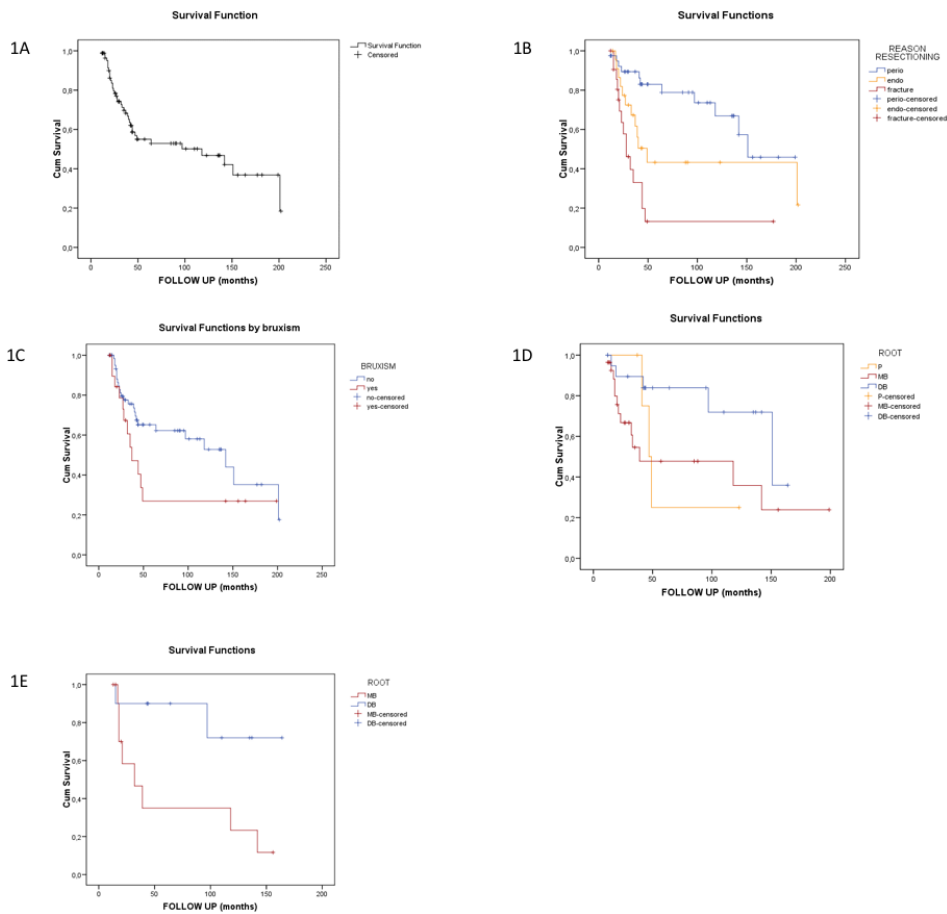 Survival Function
1A
Survival Function
Censored
1,0
0,8
0,6
0,4
0,2
0,0
Cum Survival
0
50
100
150
200
250
FOLLOW UP (months)
Survival Functions
1B
REASON
RESECTIONING
perio
endo
fracture
perio-censored
endo-censored
fracture-censored
1,0
0,8
0,6
0,4
0,2
0,0
Cum Survival
0
50
100
150
200
250
FOLLOW UP (months)
Survival Functions by bruxism
1C
BRUXISM
no
yes
no-censored
yes-censored
1,0
0,8
0,6
0,4
0,2
0,0
Cum Survival
0
50
100
150
200
250
FOLLOW UP (months)
Survival Functions
1D
ROOT
P
MB
DB
P-censored
MB-censored
DB-censored
1,0
0,8
0,6
0,4
0,2
0,0
Cum Survival
0
50
100
150
200
FOLLOW UP (months)
Survival Functions
1E
ROOT
MB
DB
MB-censored
DB-censored
1,0
0,8
0,6
0,4
0,2
0,0
Cum Survival
0
50
100
150
200
FOLLOW UP (months)